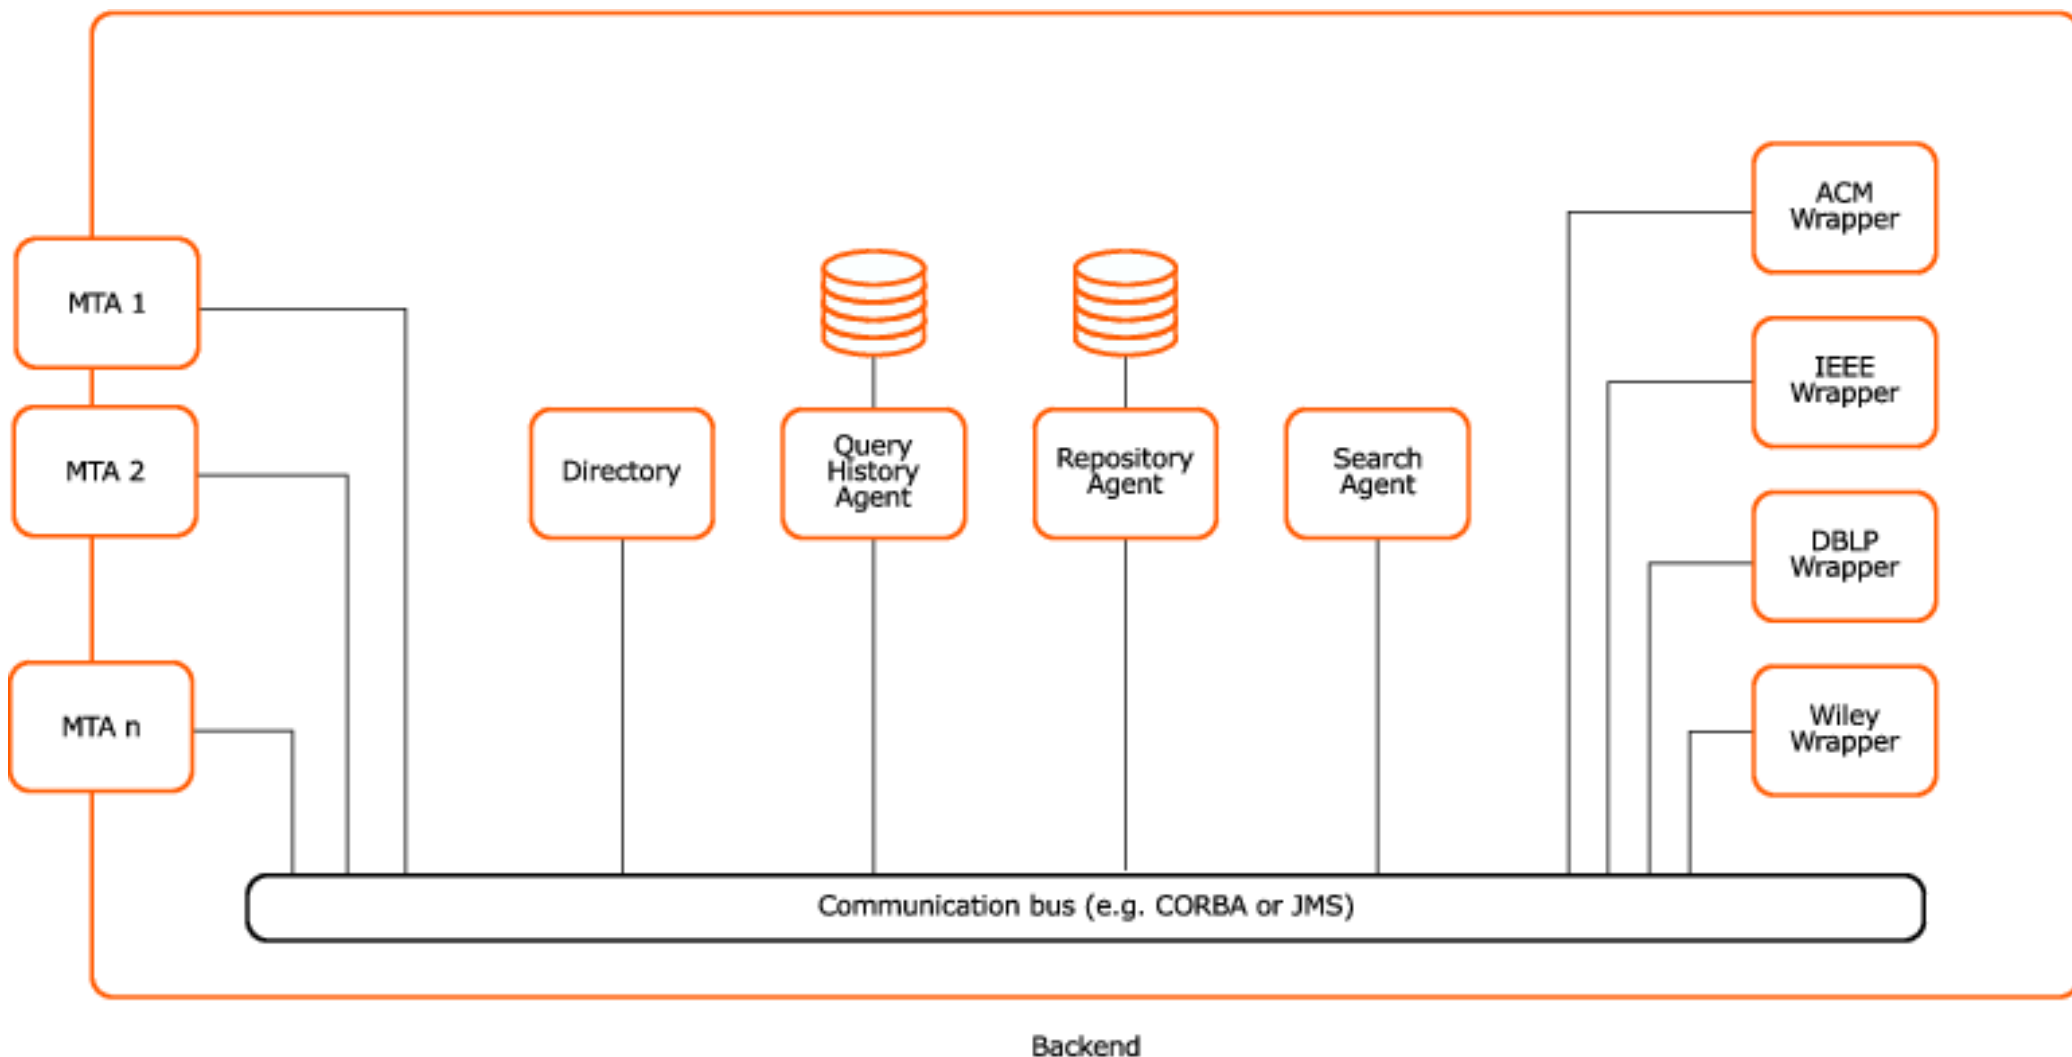 MTA 1
MTA 2
MTA n
Directory
Query
History
Agent
Repository
Agent
Search
Agent
ACM
Wrapper
IEEE
Wrapper
DBLP
Wrapper
Wiley
Wrapper
Communication bus (e.g. CORBA or JMS)
Backend